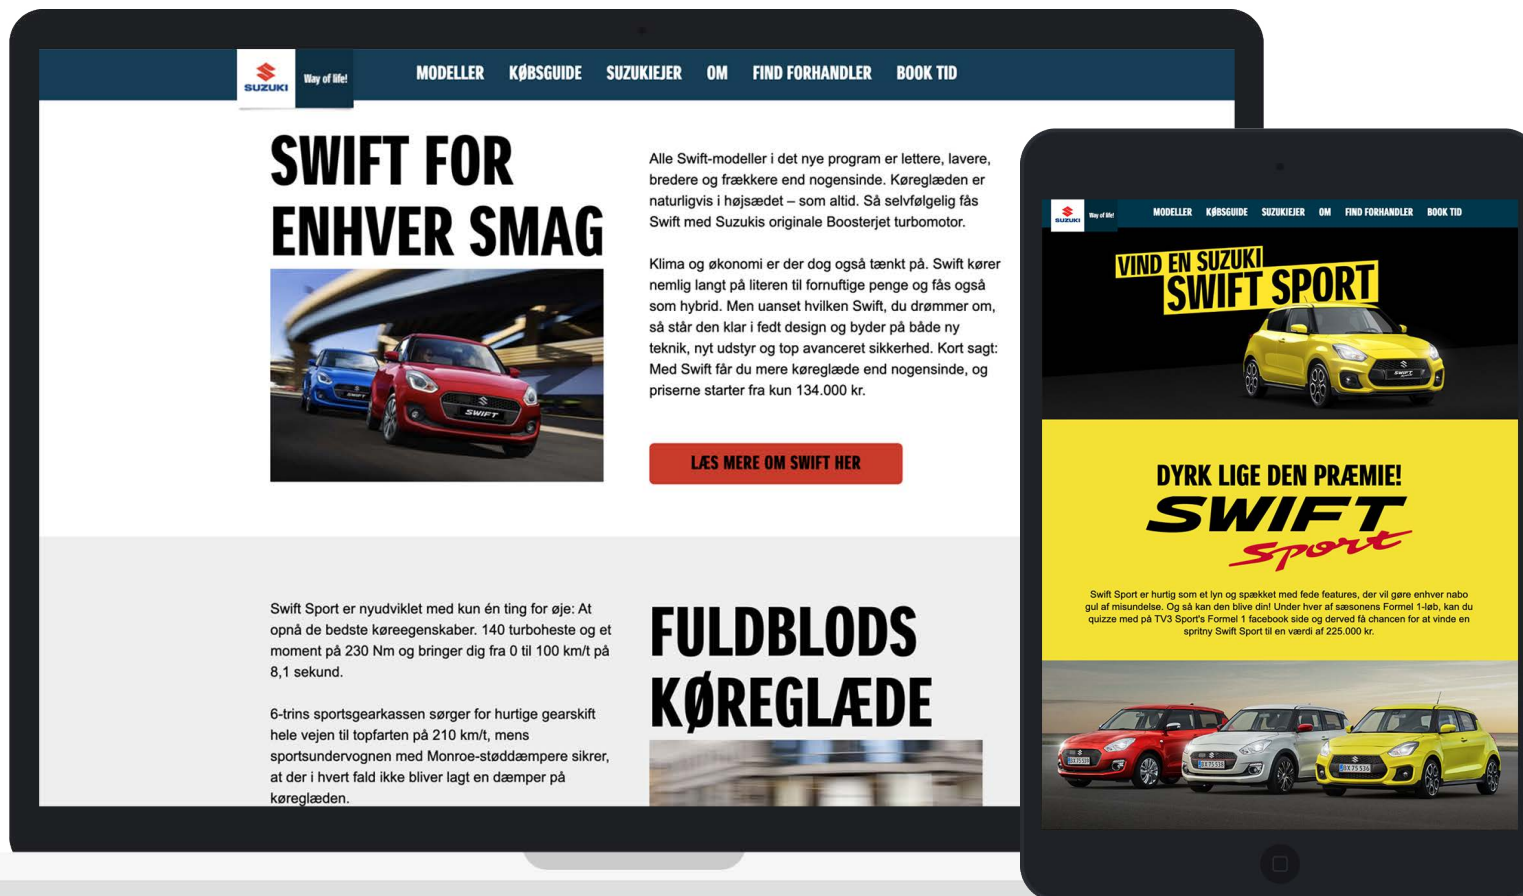 SUZUKI
Way of life!
MODELLER KØBSGUIDE SUZUKIEJER OM FIND FORHANDLER BOOK TID
SWIFT FOR
ENHVER SMAG
SWIFT
Alle Swift-modeller i det nye program er lettere, lavere,
bredere og frækkere end nogensinde. Køreglæden er
naturligvis i højsædet – som altid. Så selvfølgelig fås
Swift med Suzukis originale Boosterjet turbomotor.
Klima og økonomi er der dog også tænkt på. Swift kører
nemlig langt på literen til fornuftige penge og fås også
som hybrid. Men uanset hvilken Swift, du drømmer om,
så står den klar i fedt design og byder på både ny
teknik, nyt udstyr og top avanceret sikkerhed. Kort sagt:
Med Swift får du mere køreglæde end nogensinde, og
priserne starter fra kun 134.000 kr.
LÆS MERE OM SWIFT HER
Swift Sport er nyudviklet med kun én ting for øje: At
opnå de bedste køreegenskaber. 140 turboheste og et
moment på 230 Nm og bringer dig fra 0 til 100 km/t på
8,1 sekund.
6-trins sportsgearkassen sørger for hurtige gearskift
hele vejen til topfarten på 210 km/t, mens
sportsundervognen med Monroe-støddæmpere sikrer,
at der i hvert fald ikke bliver lagt en dæmper på
køreglæden.
FULDBLODS
KØREGLÆDE
SUZUKI
Way of life!
MODELLER KØBSGUIDE SUZUKIEJER OM FIND FORHANDLER BOOK TID
VIND EN SUZUKI
SWIFT SPORT
DYRK LIGE DEN PRÆMIE!
SWIFT
Sport
Swift Sport er hurtig som et lyn og spækket med fede features, der vil gøre enhver nabo
gul af misundelse. Og så kan den blive din! Under hver af sæsonens Formel 1-løb, kan du
quizze med på TV3 Sport's Formel 1 facebook side og derved få chancen for at vinde en
spritny Swift Sport til en værdi af 225.000 kr.